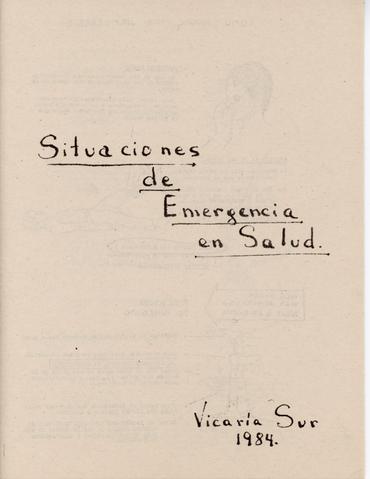 Situaciones
de
Emergencia
en Salud.
Vicaría Sur
1984.